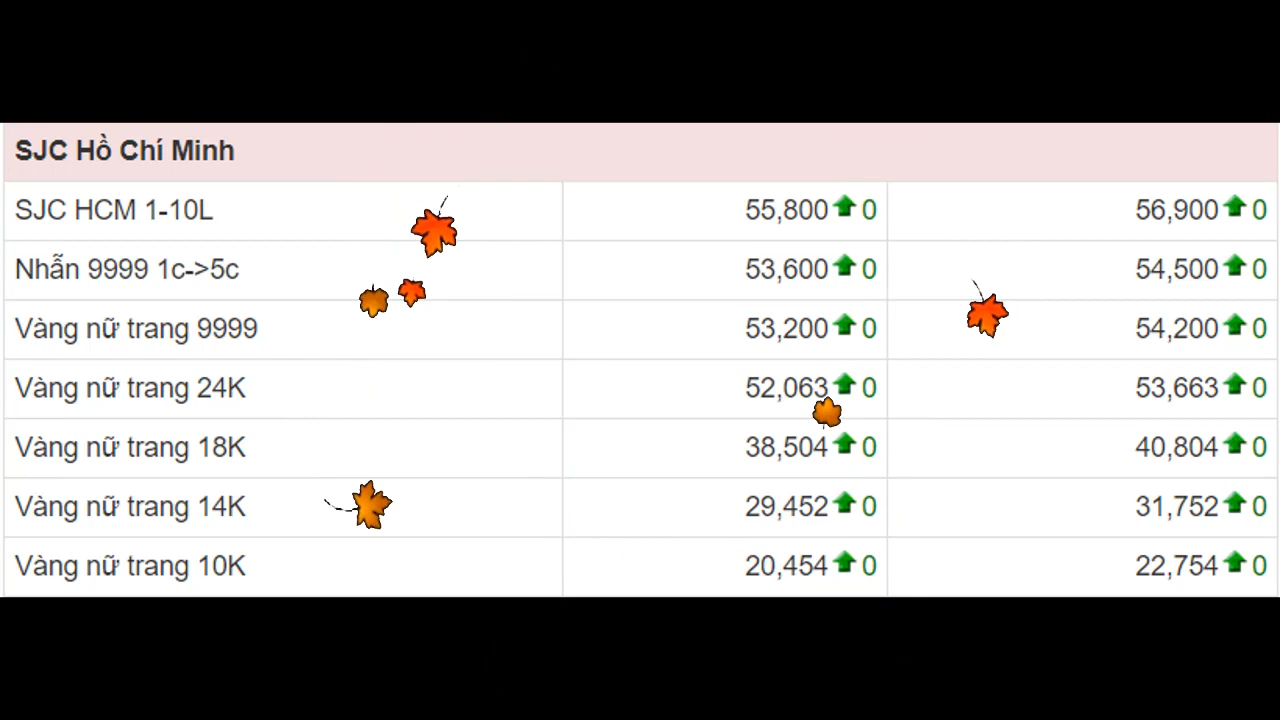 SJC Hồ Chí Minh
SJC HCM 1-10L 55,800 0 56,900 0
Nhẫn 9999 1c->5c 53,600 0 54,500 0
Vàng nữ trang 9999 53,200 0 54,200 0
Vàng nữ trang 24K 52,063 0 53,663 0
Vàng nữ trang 18K 38,504 0 40,804 0
Vàng nữ trang 14K 29,452 0 31,752 0
Vàng nữ trang 10K 20,454 0 22,754 0